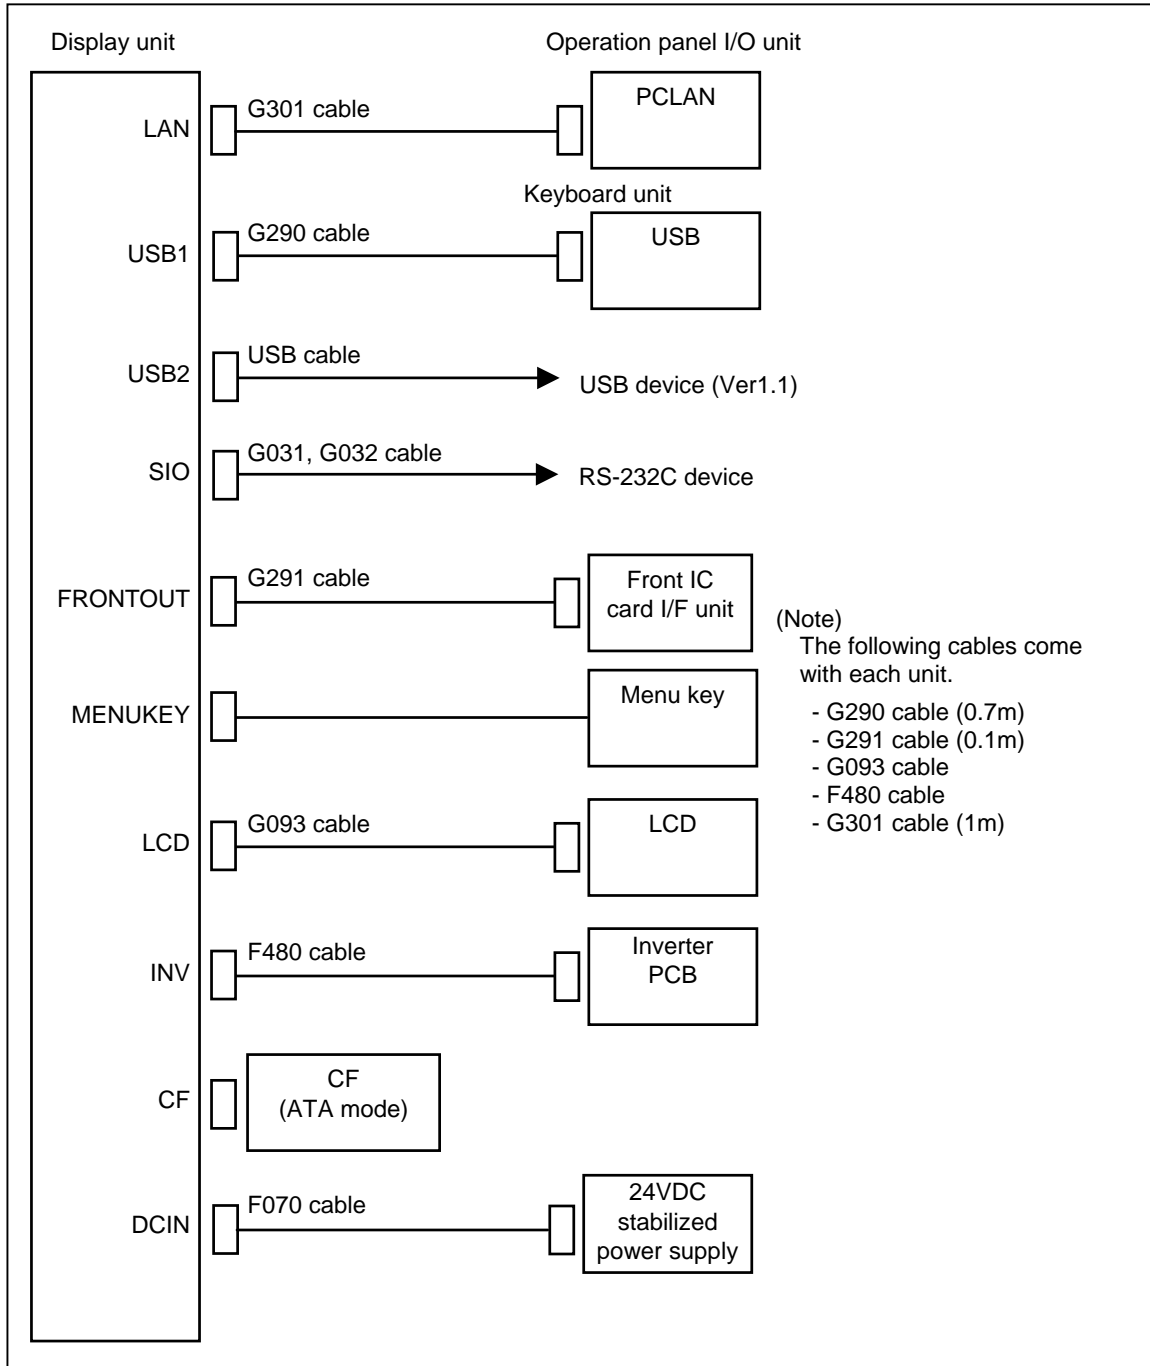 Display unit
Operation panel I/O unit
LAN
G301 cable
PCLAN
Keyboard unit
USB1
G290 cable
USB
USB2
USB cable
USB device (Ver1.1)
SIO
G031, G032 cable
RS-232C device
FRONTOUT
G291 cable
Front IC
card I/F unit
MENUKEY
Menu key
LCD
G093 cable
LCD
INV
F480 cable
Inverter
PCB
CF
CF
(ATA mode)
DCIN
F070 cable
24VDC
stabilized
power supply
(Note)
The following cables come
with each unit.
- G290 cable (0.7m)
- G291 cable (0.1m)
- G093 cable
- F480 cable
- G301 cable (1m)